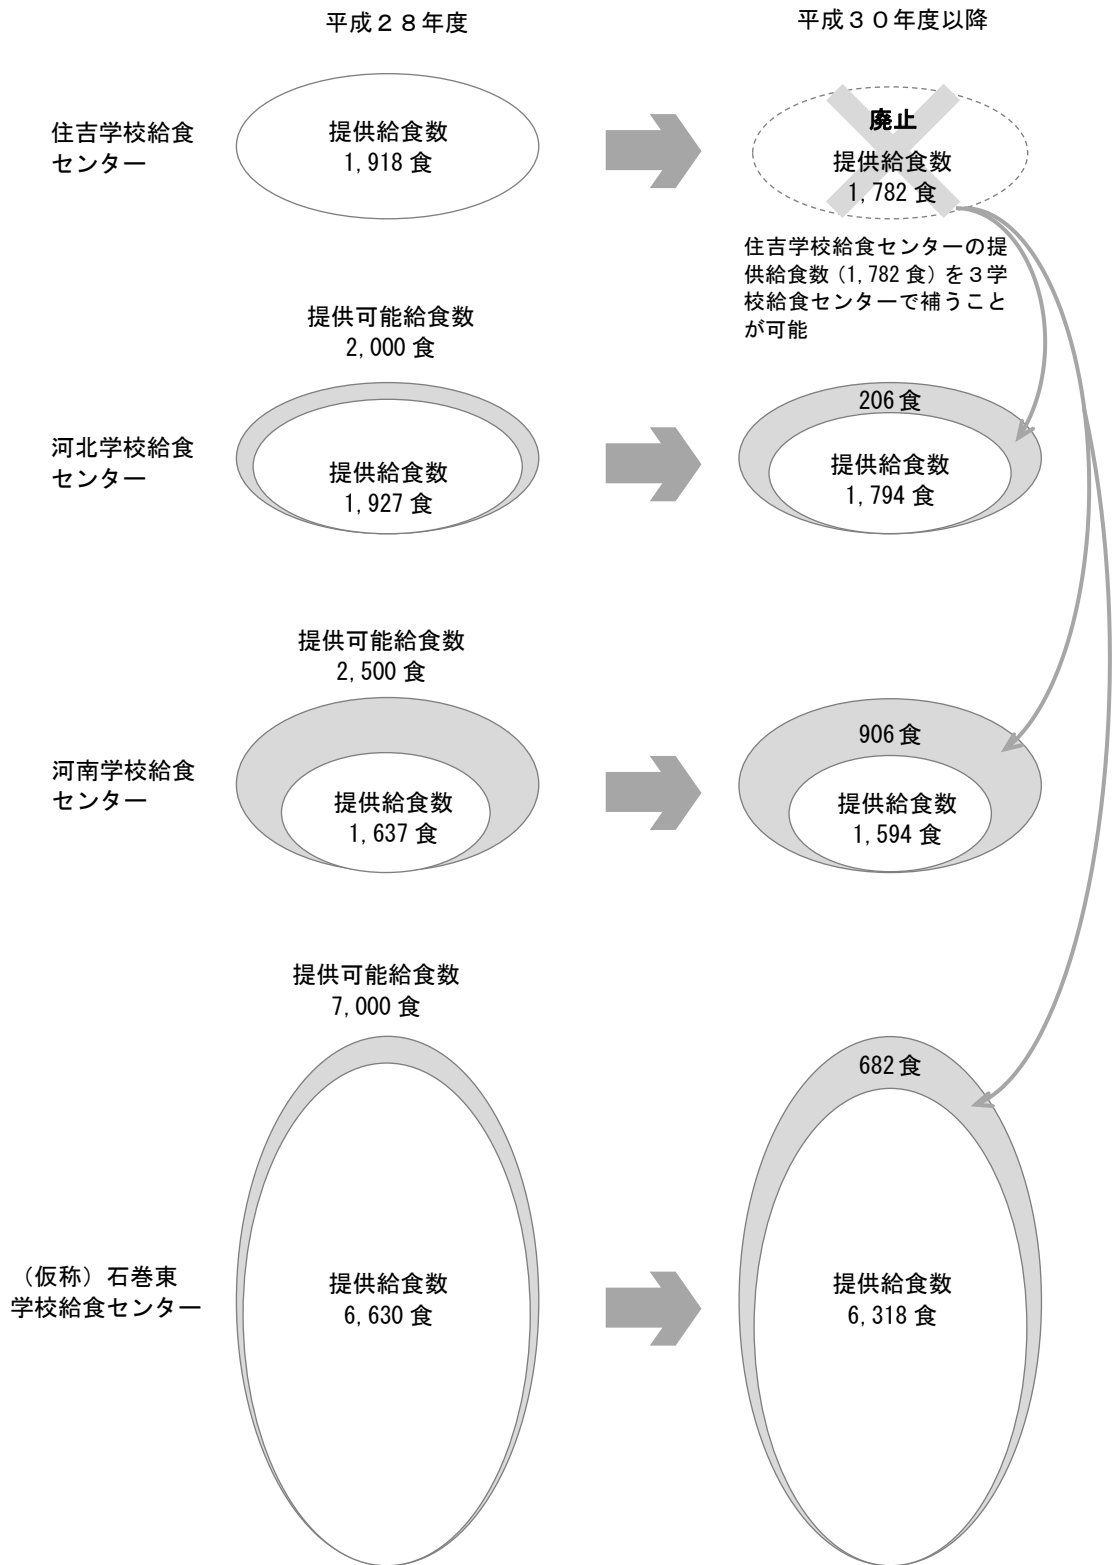 平成２８年度
平成３０年度以降
住吉学校給食
センター
提供給食数
1,918 食
廃止
提供給食数
1,782 食
住吉学校給食センターの提
供給食数（1,782 食）を３学
校給食センターで補うこと
が可能
提供可能給食数
2,000 食
河北学校給食
センター
提供給食数
1,927 食
206 食
提供給食数
1,794 食
提供可能給食数
2,500 食
河南学校給食
センター
提供給食数
1,637 食
906 食
提供給食数
1,594 食
提供可能給食数
7,000 食
682 食
（仮称）石巻東
学校給食センター
提供給食数
6,630 食
提供給食数
6,318 食